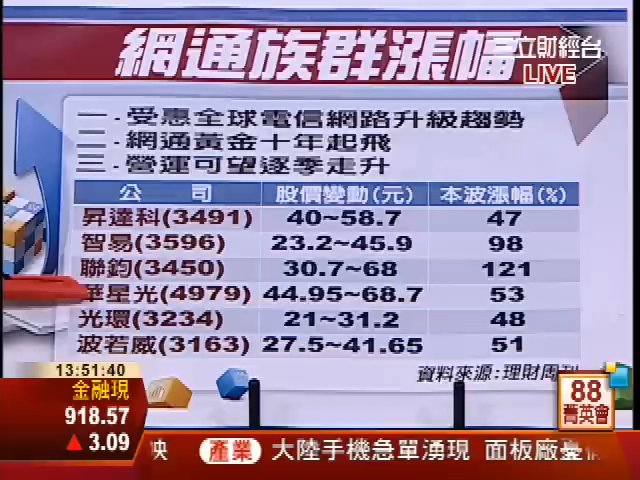 網通族群漲幅
立財經台
LIVE
一.受惠全球電信網路升級趨勢
二.網通黃金十年起飛
三.營運可望逐季走升
公 司 股價變動(元) 本波漲幅(%)
昇達科(3491) 40~58.7 47
智易(3596) 23.2~45.9 98
聯鈞(3450) 30.7~68 121
華星光(4979) 44.95~68.7 53
光環(3234) 21~31.2 48
波若威(3163) 27.5~41.65 51
資料來源:理財周刊
13:51:40
金融現
918.57
▲ 3.09
88
菁英會
映 產業 大陸手機急單湧現 面板廠憂